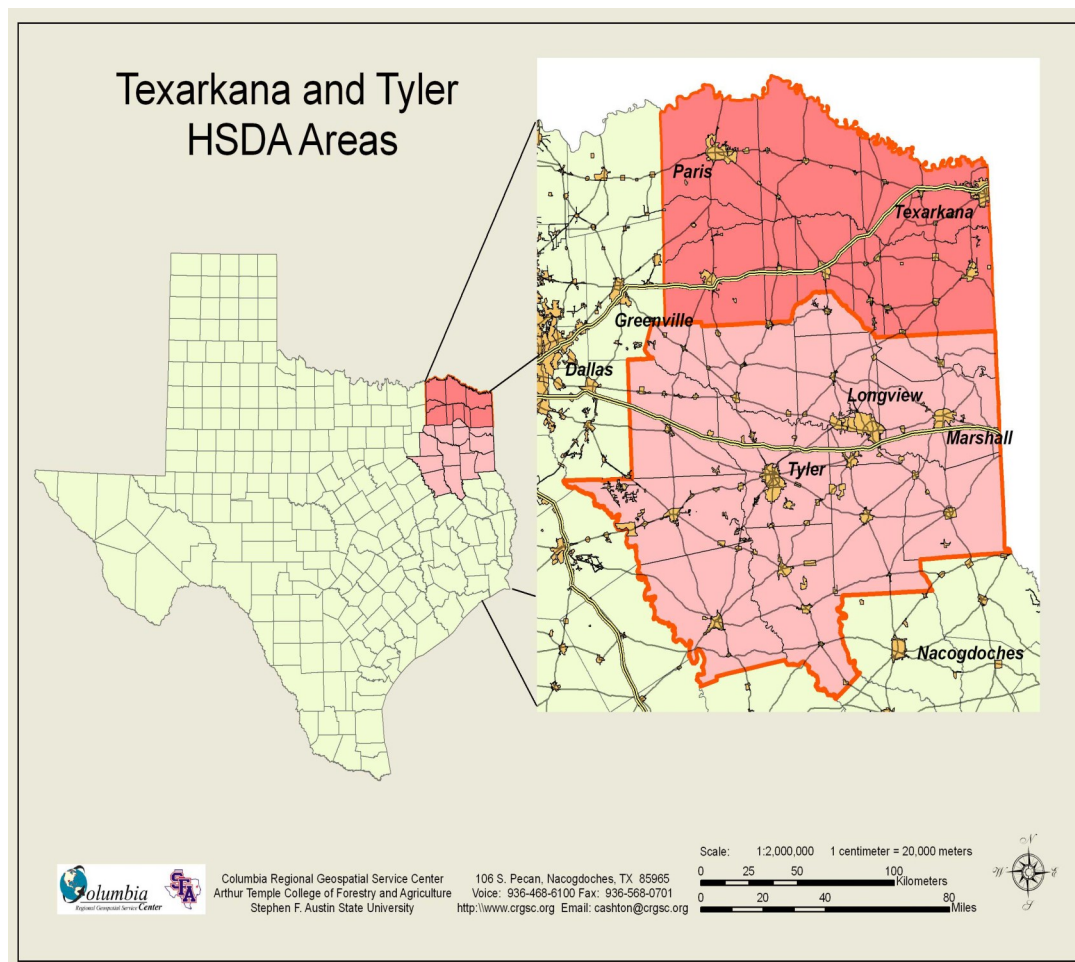 Texarkana and Tyler
HSDA Areas
Paris
Texarkana
Greenville
Dallas
Longview
Marshall
Tyler
Nacogdoches
Columbia
Regional Geospatial Service Center
SFA
Columbia Regional Geospatial Service Center
Arthur Temple College of Forestry and Agriculture
Stephen F. Austin State University
106 S. Pecan, Nacogdoches, TX 85965
Voice: 936-468-6100 Fax: 936-568-0701
http:\\www.crgsc.org Email: cashton@crgsc.org
Scale: 1:2,000,000 1 centimeter = 20,000 meters
0 25 50 100
Kilometers
0 20 40 80
Miles
N
W E
S